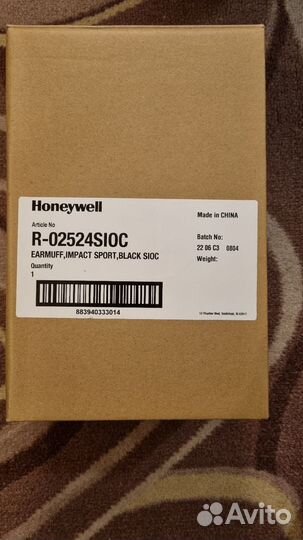 Honeywell
Made in CHINA
Article No
R-02524SIOC
EARMUFF,IMPACT SPORT,BLACK SIOC
Quantity
1
Batch No:
22 06 C3 0804
Weight:
883940333014
Avito